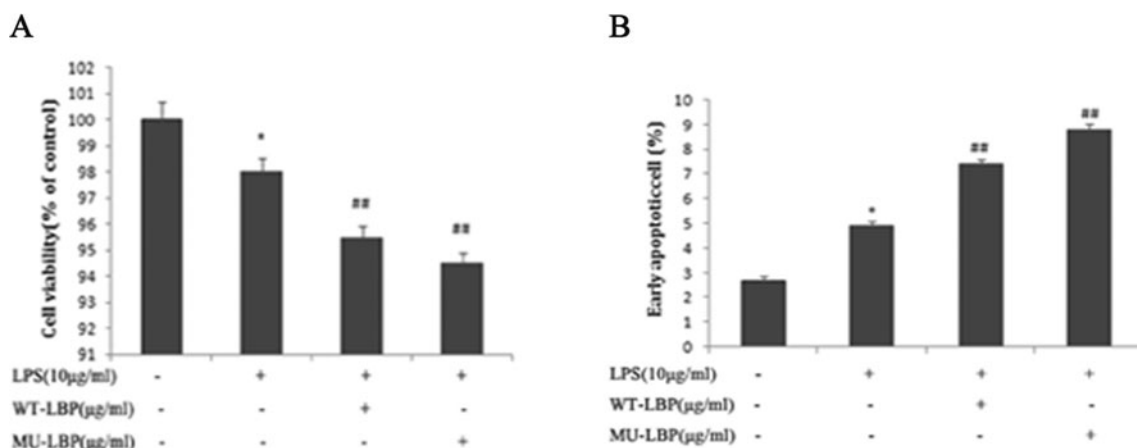 A
Cell viability(% of control)
102
101
100
99
98
97
96
95
94
93
92
91
*
##
##
LPS(10µg/ml) - + + +
WT-LBP(µg/ml) - - + -
MU-LBP(µg/ml) - - - +
B
Early apoptoticcell (%)
10
9
8
7
6
5
4
3
2
1
0
*
##
##
LPS(10µg/ml) - + + +
WT-LBP(µg/ml) - - + -
MU-LBP(µg/ml) - - - +